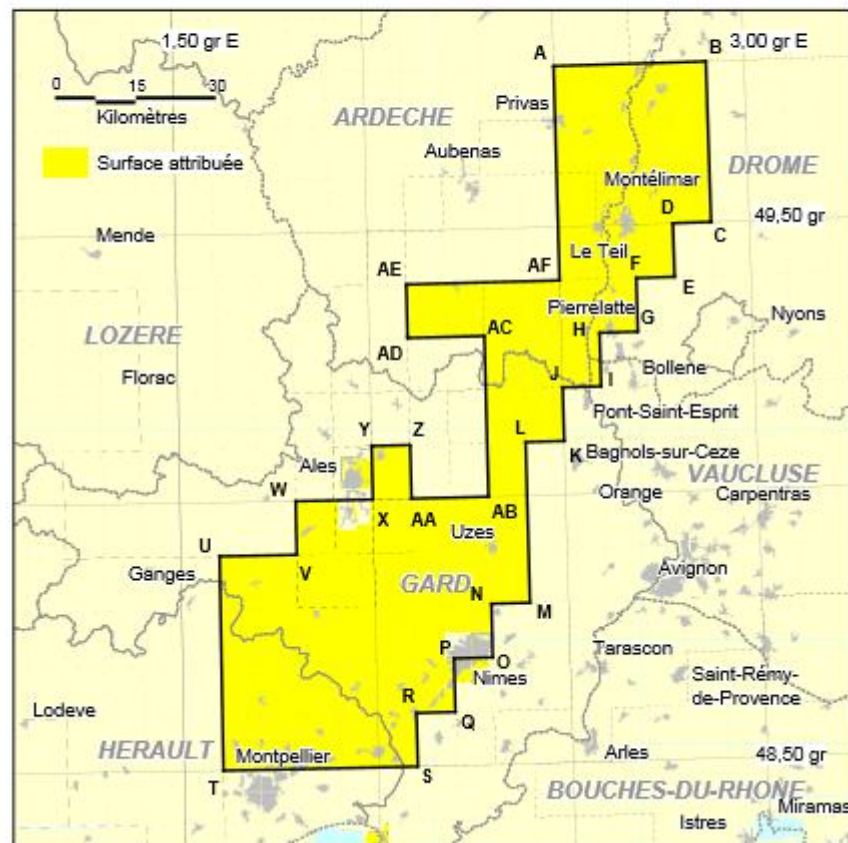 1,50 gr E
3,00 gr E
A
B
0 15 30
Kilomètres
Privas
ARDECHE
Surface attribuée
Aubenas
Montélimar
DROME
D
49,50 gr
C
Mende
Le Teil
AE
AF
F
E
Pierrelatte
G
Nyons
LOZERE
AC
H
AD
Florac
J
I
Bollene
Pont-Saint-Esprit
Y
Z
L
K
Bagnols-sur-Ceze
Ales
VAUCLUSE
W
Orange
Carpentras
X
AA
AB
Uzes
U
Ganges
V
Avignon
GARD
N
M
P
O
Tarascon
Nimes
Saint-Rémy-
de-Provence
R
Q
Lodeve
HERAULT
Montpellier
Arles
48,50 gr
T
S
BOUCHES-DU-RHONE
Miramas
Istres